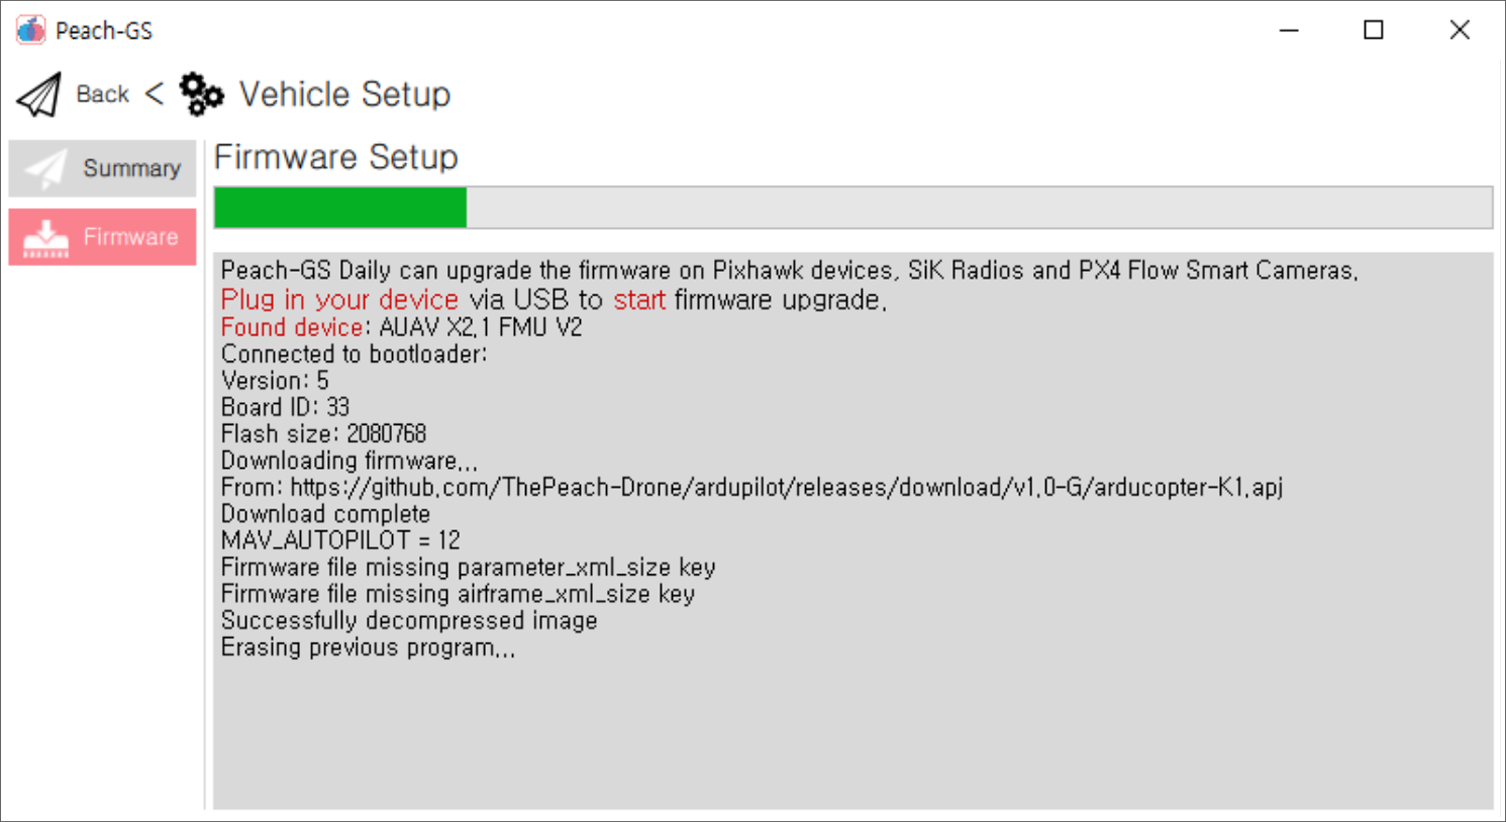 Peach-GS
Back < Vehicle Setup
Summary
Firmware
Firmware Setup
Peach-GS Daily can upgrade the firmware on Pixhawk devices, SiK Radios and PX4 Flow Smart Cameras.
Plug in your device via USB to start firmware upgrade.
Found device: AUAV X2.1 FMU V2
Connected to bootloader:
Version: 5
Board ID: 33
Flash size: 2080768
Downloading firmware...
From: https://github.com/ThePeach-Drone/ardupilot/releases/download/v1.0-G/arducopter-K1.apj
Download complete
MAV_AUTOPILOT = 12
Firmware file missing parameter_xml_size key
Firmware file missing airframe_xml_size key
Successfully decompressed image
Erasing previous program...